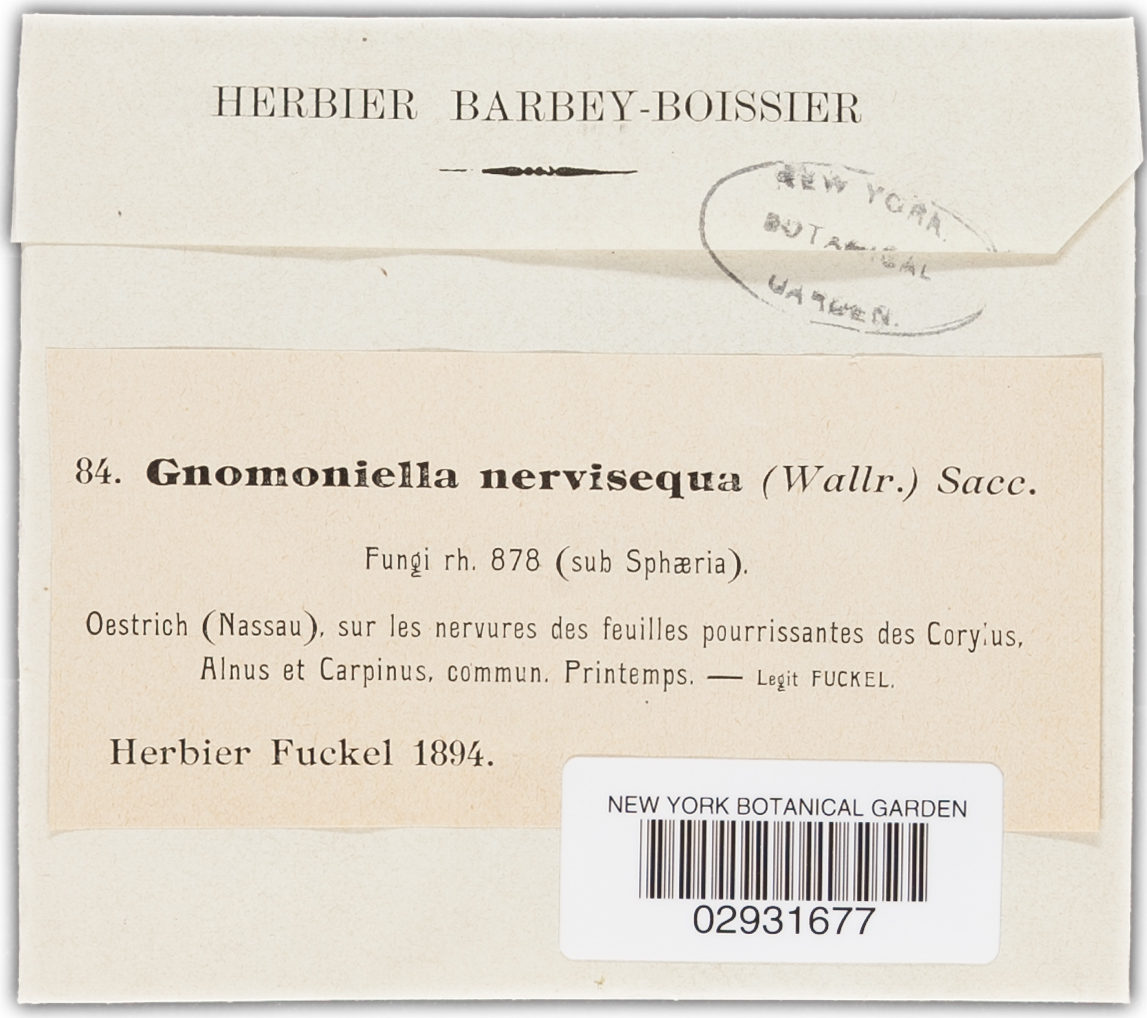 HERBIER BARBEY-BOISSIER
NEW YORK
BOTANICAL
GARDEN.
84. Gnomoniella nervisequa (Wallr.) Sacc.
Fungi rh. 878 (sub Sphæria).
Oestrich (Nassau), sur les nervures des feuilles pourrissantes des Corylus,
Alnus et Carpinus, commun. Printemps. — Legit FUCKEL.
Herbier Fuckel 1894.
NEW YORK BOTANICAL GARDEN
02931677